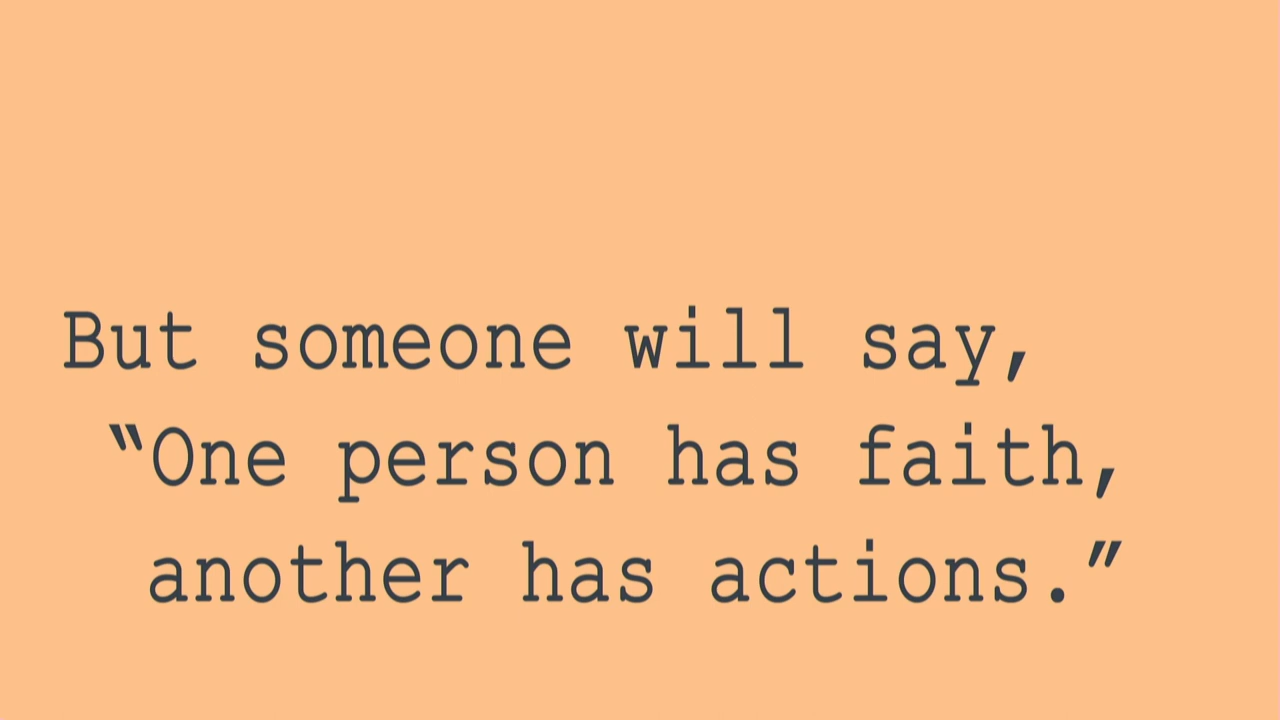 But someone will say,
“One person has faith,
another has actions.”